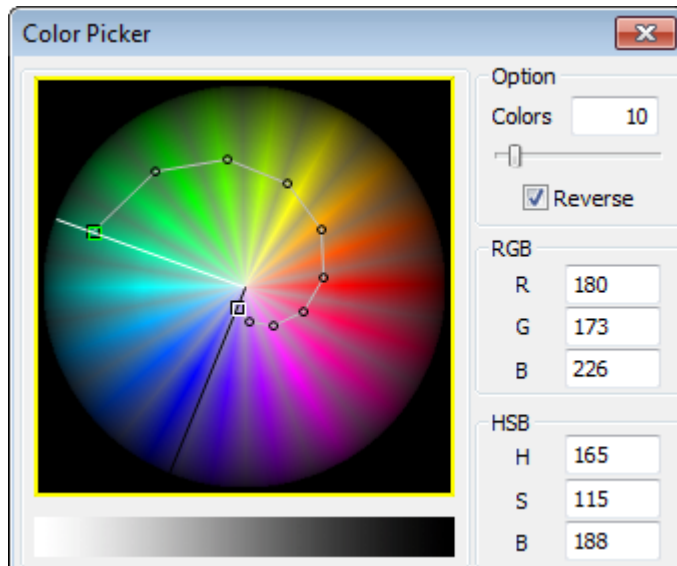 Color Picker
Option
Colors 10
Reverse
RGB
R 180
G 173
B 226
HSB
H 165
S 115
B 188